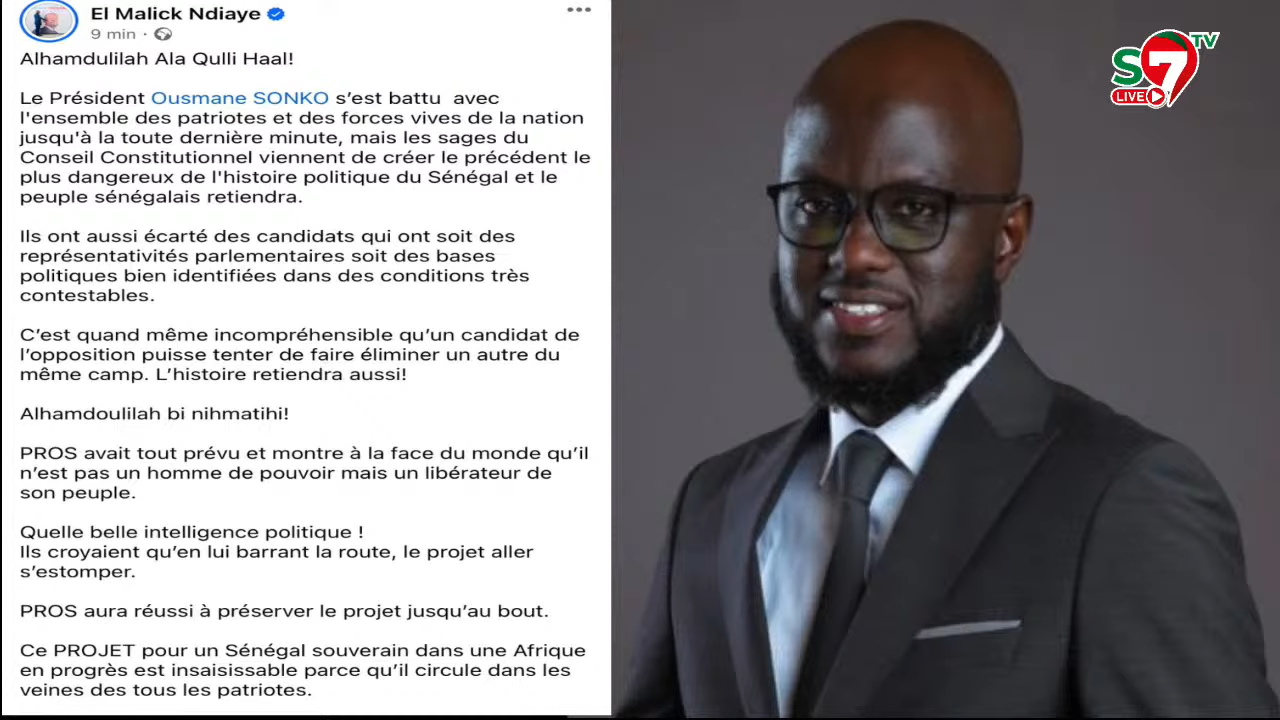 El Malick Ndiaye
9 min ·
Alhamdulilah Ala Qulli Haal!
Le Président Ousmane SONKO s’est battu avec
l'ensemble des patriotes et des forces vives de la nation
jusqu'à la toute dernière minute, mais les sages du
Conseil Constitutionnel viennent de créer le précédent le
plus dangereux de l'histoire politique du Sénégal et le
peuple sénégalais retiendra.
Ils ont aussi écarté des candidats qui ont soit des
représentativités parlementaires soit des bases
politiques bien identifiées dans des conditions très
contestables.
C’est quand même incompréhensible qu’un candidat de
l’opposition puisse tenter de faire éliminer un autre du
même camp. L’histoire retiendra aussi!
Alhamdoulilah bi nihmatihi!
PROS avait tout prévu et montre à la face du monde qu’il
n’est pas un homme de pouvoir mais un libérateur de
son peuple.
Quelle belle intelligence politique !
Ils croyaient qu’en lui barrant la route, le projet aller
s’estomper.
PROS aura réussi à préserver le projet jusqu’au bout.
Ce PROJET pour un Sénégal souverain dans une Afrique
en progrès est insaisissable parce qu’il circule dans les
veines des tous les patriotes.
S7 TV
LIVE